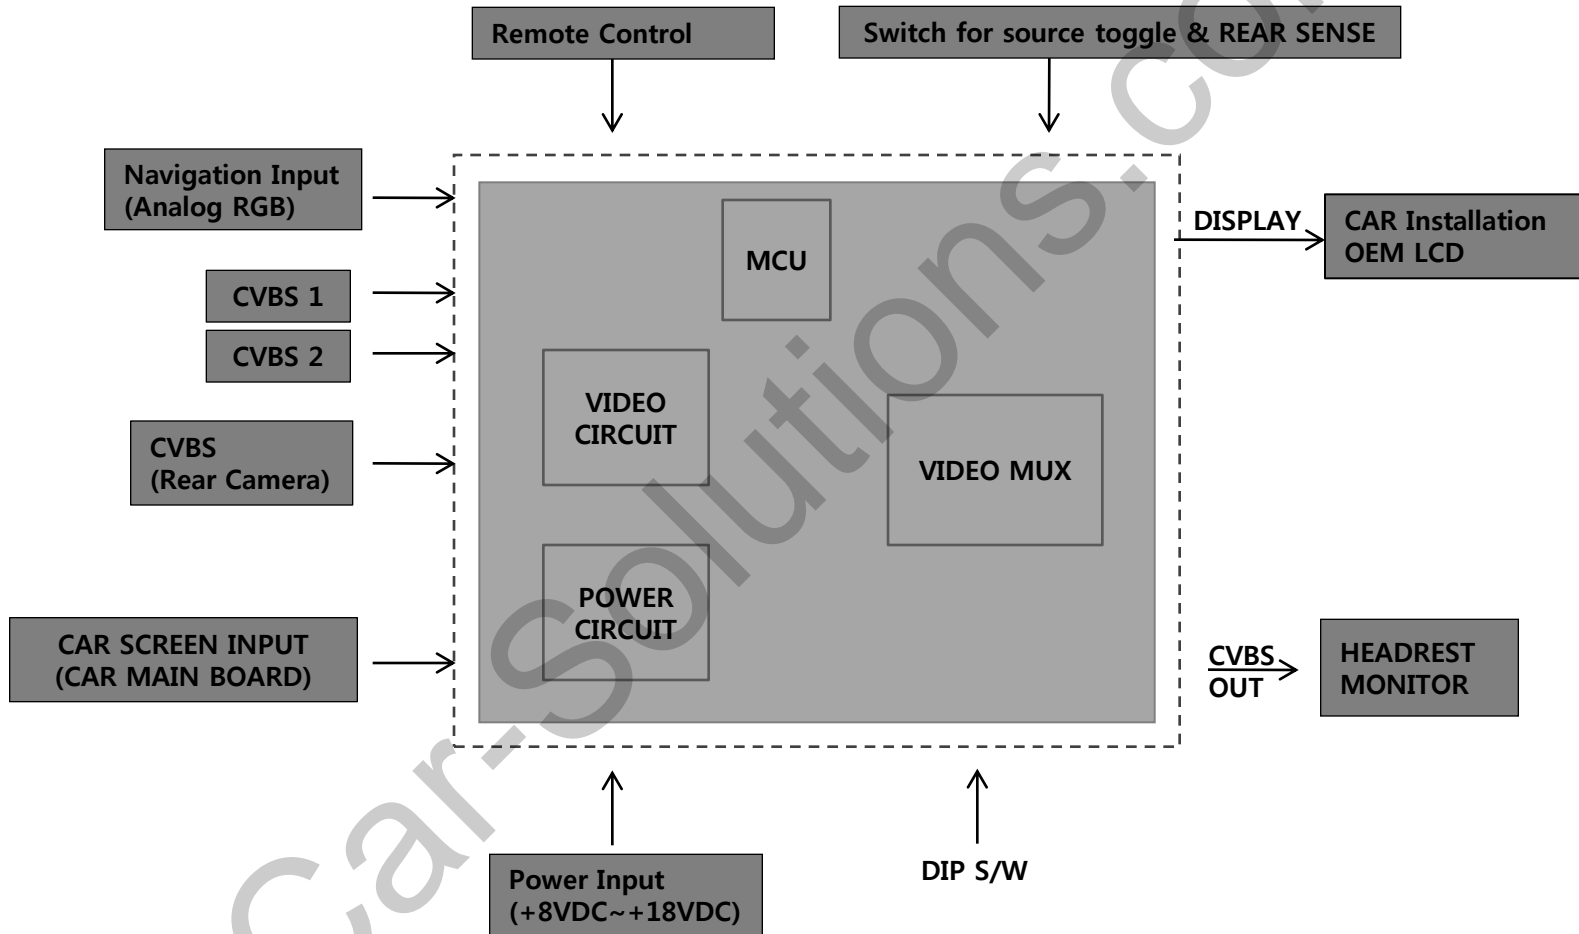 Remote Control
Switch for source toggle & REAR SENSE
Navigation Input
(Analog RGB)
CVBS 1
CVBS 2
CVBS
(Rear Camera)
CAR SCREEN INPUT
(CAR MAIN BOARD)
MCU
VIDEO
CIRCUIT
VIDEO MUX
POWER
CIRCUIT
DISPLAY
CAR Installation
OEM LCD
CVBS
OUT
HEADREST
MONITOR
Power Input
(+8VDC~+18VDC)
DIP S/W
Car-Solutions.co